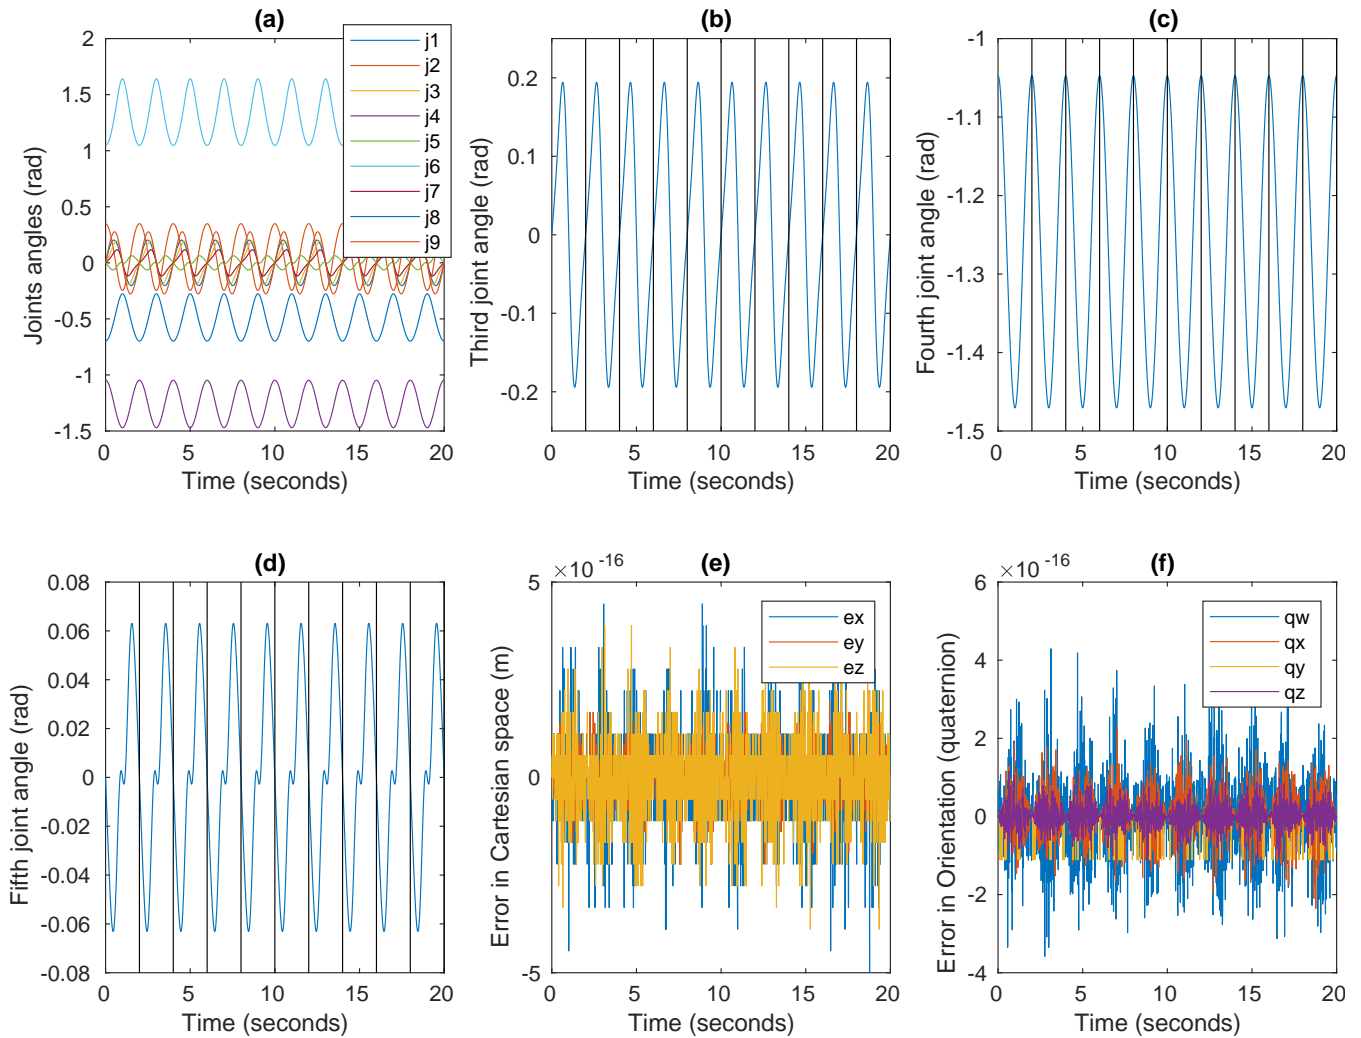 (a)
2
1.5
1
0.5
0
-0.5
-1
-1.5
0
5
10
15
20
Joints angles (rad)
Time (seconds)
j1
j2
j3
j4
j5
j6
j7
j8
j9
(b)
0.2
0.1
0
-0.1
-0.2
0
5
10
15
20
Third joint angle (rad)
Time (seconds)
(c)
-1
-1.1
-1.2
-1.3
-1.4
-1.5
0
5
10
15
20
Fourth joint angle (rad)
Time (seconds)
(d)
0.08
0.06
0.04
0.02
0
-0.02
-0.04
-0.06
-0.08
0
5
10
15
20
Fifth joint angle (rad)
Time (seconds)
(e)
×10 -16
5
0
-5
0
5
10
15
20
Error in Cartesian space (m)
Time (seconds)
ex
ey
ez
(f)
×10 -16
6
4
2
0
-2
-4
0
5
10
15
20
Error in Orientation (quaternion)
Time (seconds)
qw
qx
qy
qz